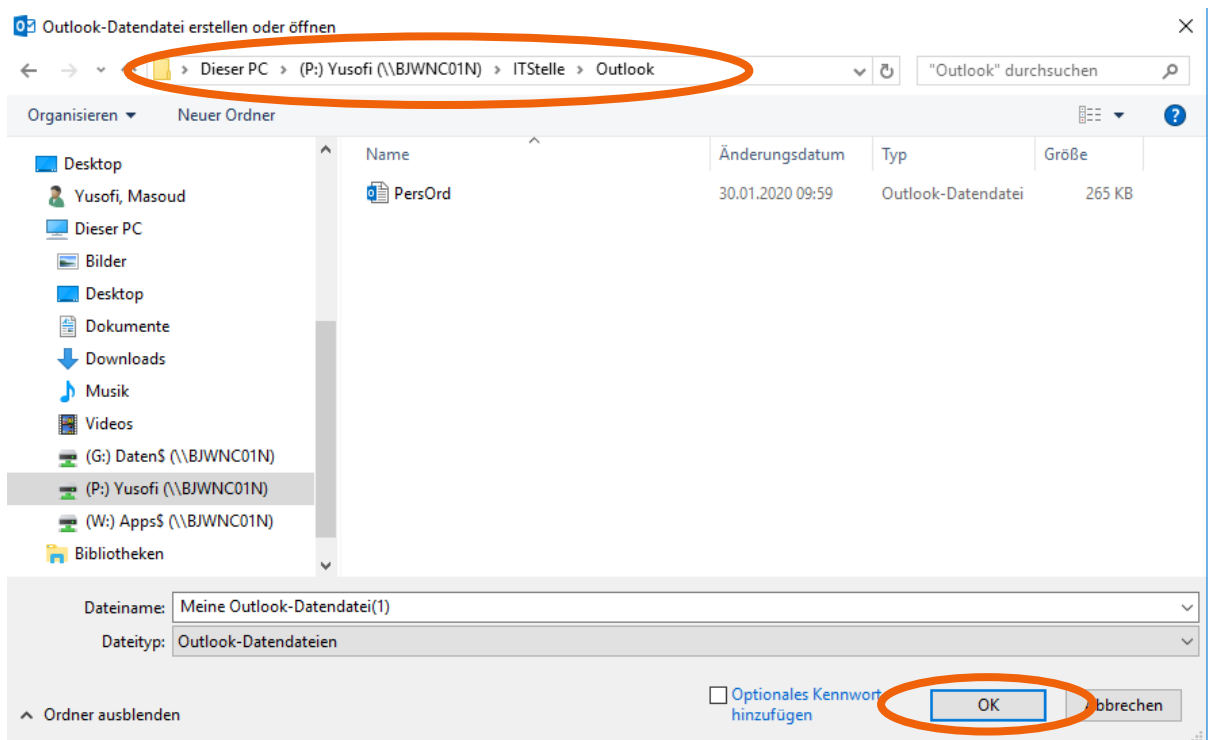 Outlook-Datendatei erstellen oder öffnen
Dieser PC > (P:) Yusofi (\\BJWNC01N) > ITStelle > Outlook
"Outlook" durchsuchen
Organisieren
Neuer Ordner
Desktop
Yusofi, Masoud
Dieser PC
Bilder
Desktop
Dokumente
Downloads
Musik
Videos
(G:) Daten$ (\\BJWNC01N)
(P:) Yusofi (\\BJWNC01N)
(W:) Apps$ (\\BJWNC01N)
Bibliotheken
Name Änderungsdatum Typ Größe
PersOrd 30.01.2020 09:59 Outlook-Datendatei 265 KB
Dateiname: Meine Outlook-Datendatei(1)
Dateityp: Outlook-Datendateien
Optionales Kennwort
hinzufügen
OK
Abbrechen
Ordner ausblenden